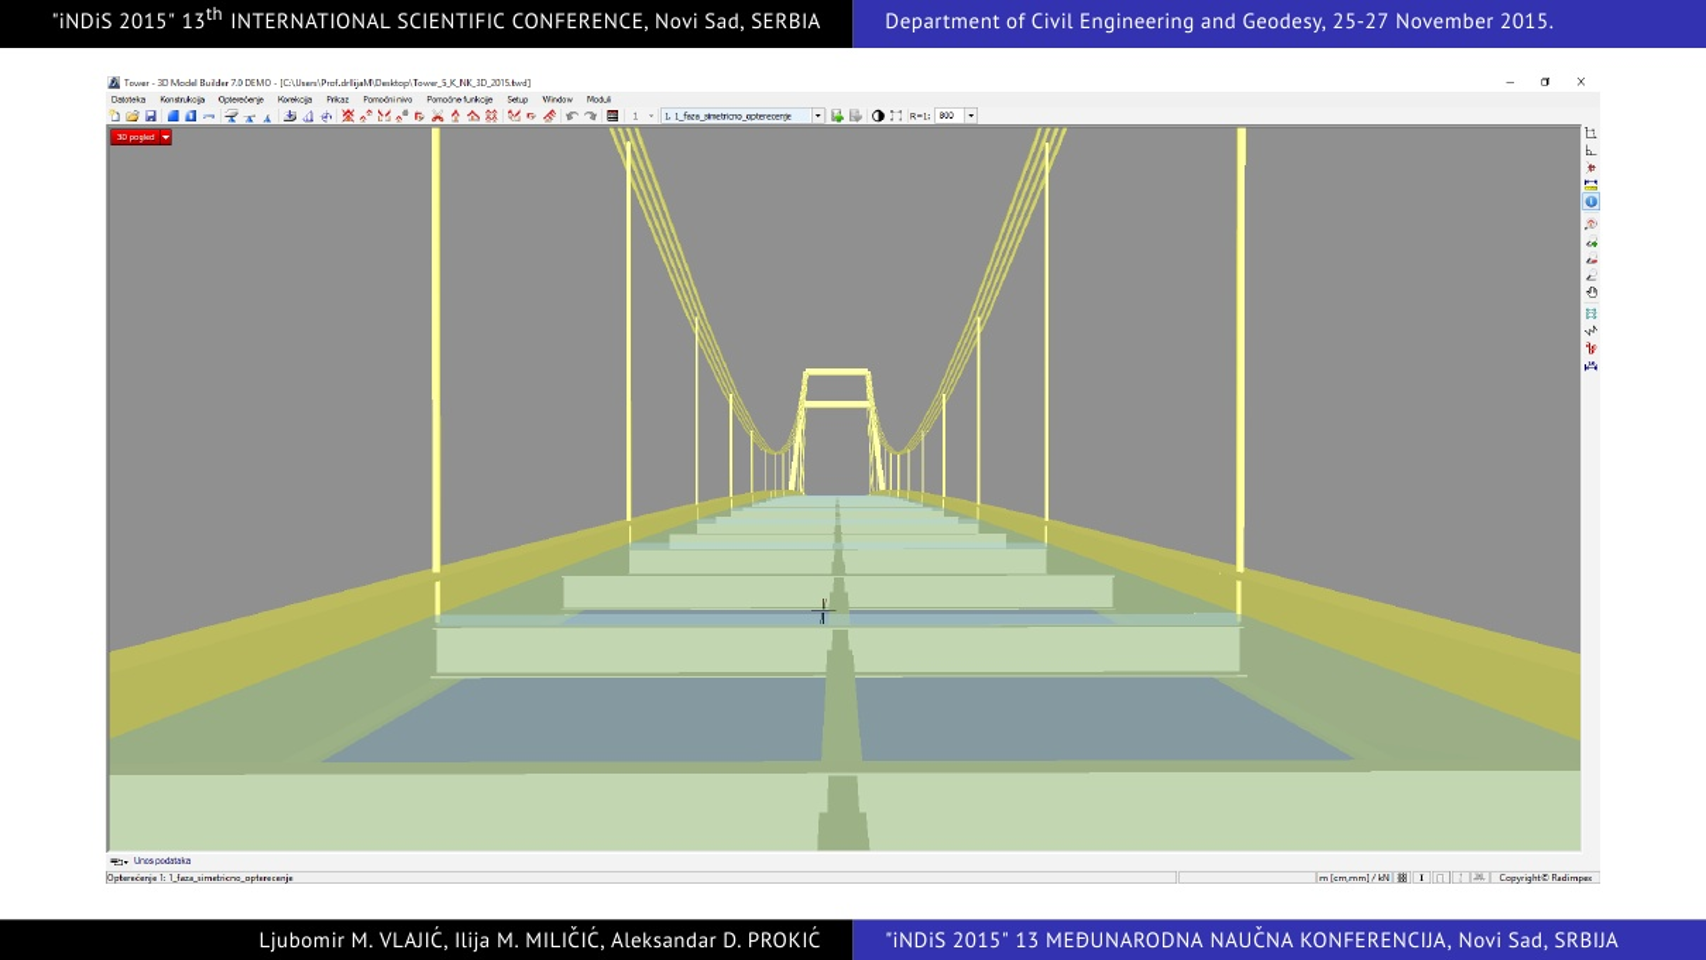 "iNDiS 2015" 13th INTERNATIONAL SCIENTIFIC CONFERENCE, Novi Sad, SERBIA
Department of Civil Engineering and Geodesy, 25-27 November 2015.
Tower - 3D Model Builder 7.0 DEMO - [C:\Users\Prof.drIlijaM\Desktop\Tower_5_K_NK_3D_2015.twd]
Datoteka Konstrukcija Opterećenje Korekcija Prikaz Pomoćni nivo Pomoćne funkcije Setup Window Moduli
1 1. 1_faza_simetricno_opterecenje R=1: 800
3D pogled
Unos podataka
Opterećenje 1: 1_faza_simetricno_opterecenje
m [cm,mm] / kN
Copyright© Radimpex
Ljubomir M. VLAJIĆ, Ilija M. MILIČIĆ, Aleksandar D. PROKIĆ
"iNDiS 2015" 13 MEĐUNARODNA NAUČNA KONFERENCIJA, Novi Sad, SRBIJA